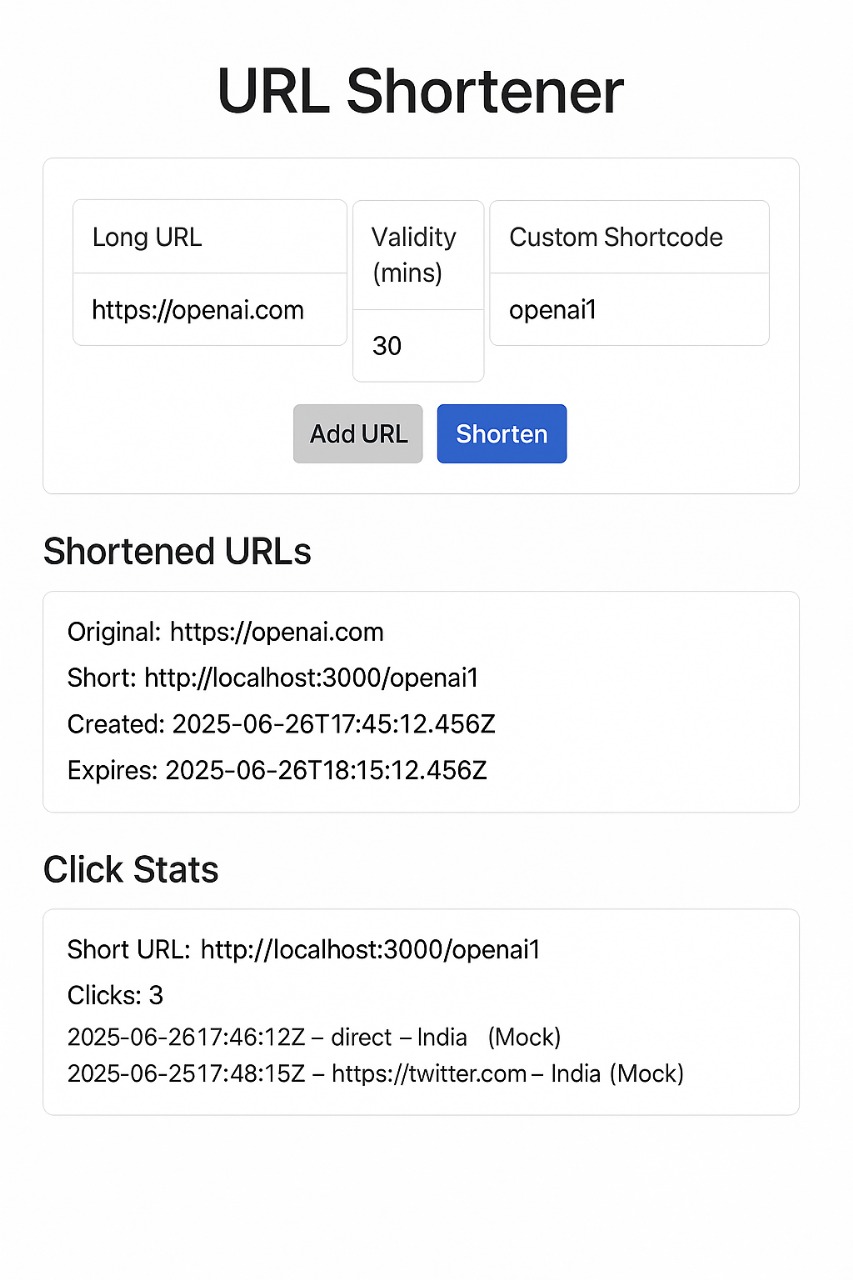 URL Shortener
Long URL
https://openai.com
Validity
(mins)
30
Custom Shortcode
openai1
Add URL
Shorten
Shortened URLs
Original: https://openai.com
Short: http://localhost:3000/openai1
Created: 2025-06-26T17:45:12.456Z
Expires: 2025-06-26T18:15:12.456Z
Click Stats
Short URL: http://localhost:3000/openai1
Clicks: 3
2025-06-2617:46:12Z – direct – India (Mock)
2025-06-2517:48:15Z – https://twitter.com – India (Mock)